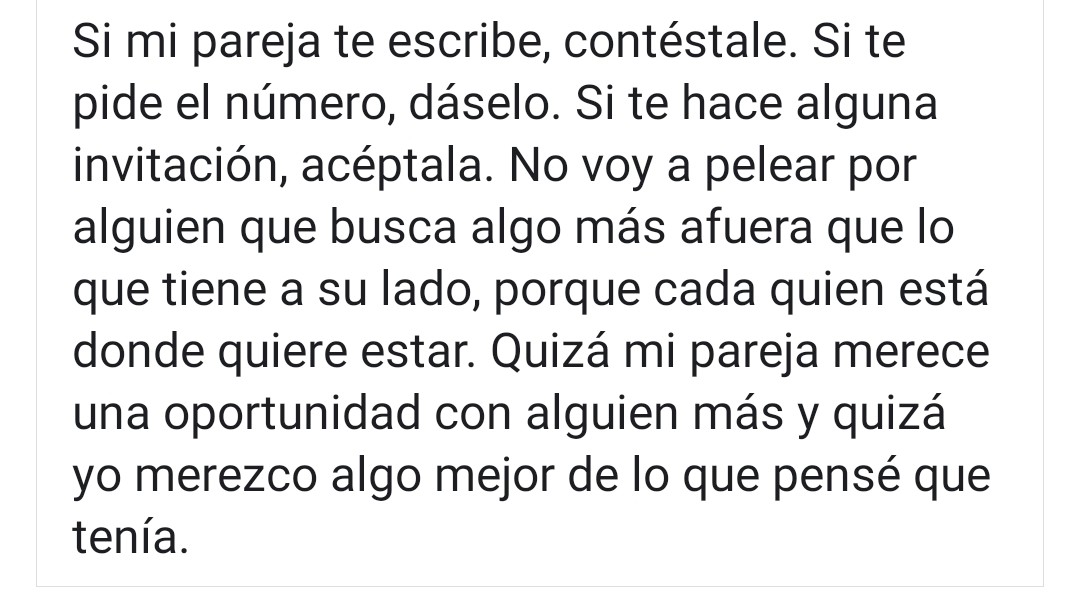 Si mi pareja te escribe, contéstale. Si te
pide el número, dáselo. Si te hace alguna
invitación, acéptala. No voy a pelear por
alguien que busca algo más afuera que lo
que tiene a su lado, porque cada quien está
donde quiere estar. Quizá mi pareja merece
una oportunidad con alguien más y quizá
yo merezco algo mejor de lo que pensé que
tenía.